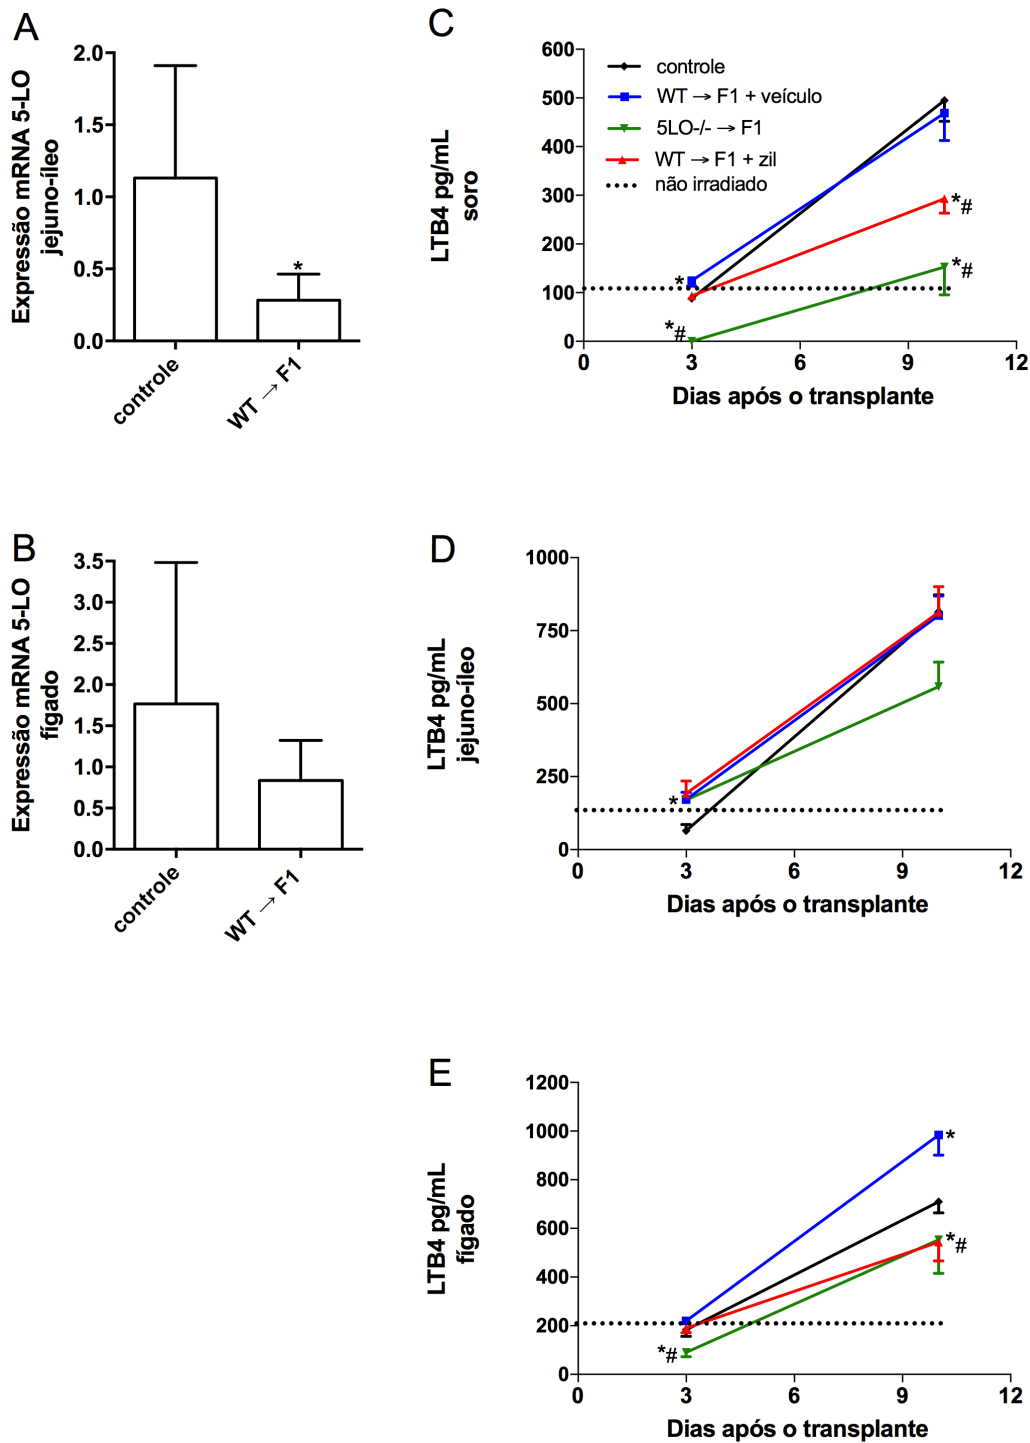 A
Expressão mRNA 5-LO
jejuno-íleo
2.0
1.5
1.0
0.5
0.0
*
controle
WT → F1
C
LTB4 pg/mL
soro
600
500
400
300
200
100
0
controle
WT → F1 + veículo
5LO-/- → F1
WT → F1 + zil
não irradiado
*
*#
*#
*#
0 3 6 9 12
Dias após o transplante
B
Expressão mRNA 5-LO
fígado
3.5
3.0
2.5
2.0
1.5
1.0
0.5
0.0
controle
WT → F1
D
LTB4 pg/mL
jejuno-íleo
1000
750
500
250
0
*
0 3 6 9 12
Dias após o transplante
E
LTB4 pg/mL
fígado
1200
1000
800
600
400
200
0
*
*#
*#
0 3 6 9 12
Dias após o transplante